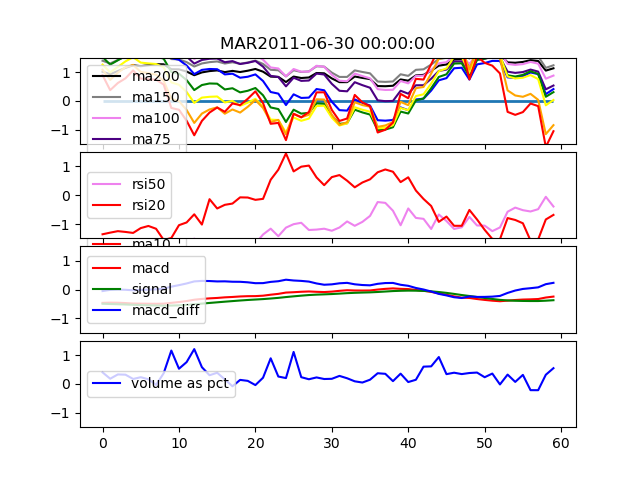 MAR2011-06-30 00:00:00
1
0
−1
ma200
ma150
ma100
ma75
1
0
−1
rsi50
rsi20
ma10
1
0
−1
macd
signal
macd_diff
1
0
−1
volume as pct
0 10 20 30 40 50 60